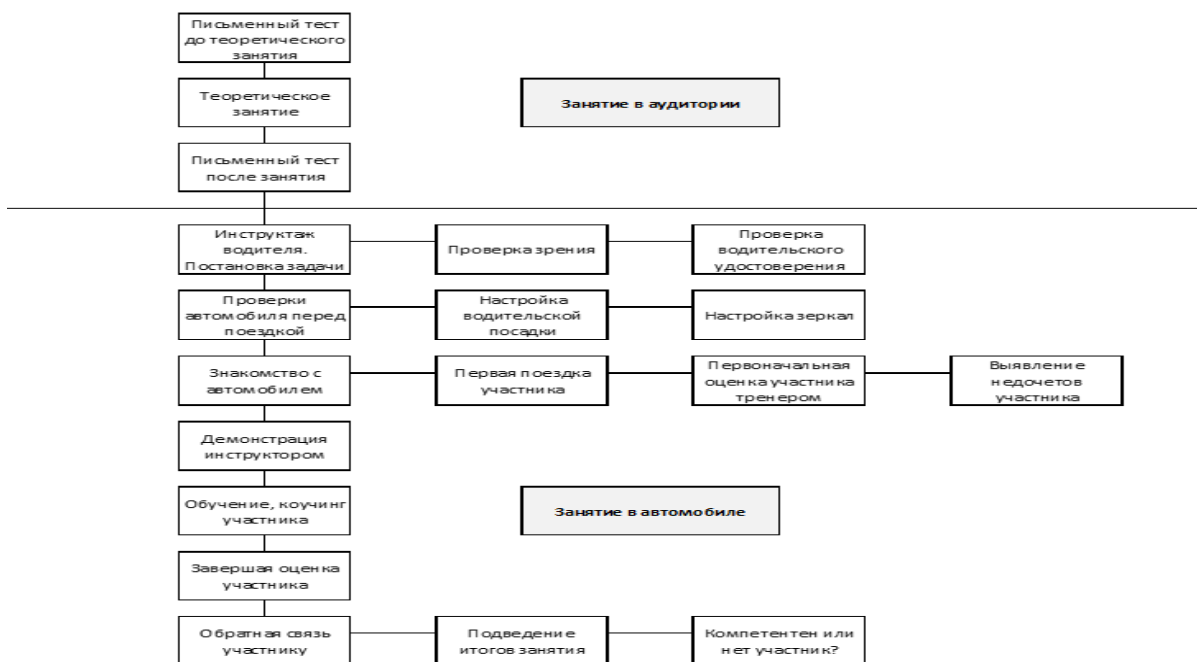 Письменный тест
до теоретического
занятия
Теоретическое
занятие
Занятие в аудитории
Письменный тест
после занятия
Инструктаж
водителя.
Постановка задачи
Проверка зрения
Проверка
водительского
удостоверения
Проверки
автомобиля перед
поездкой
Настройка
водительской
посадки
Настройка зеркал
Знакомство с
автомобилем
Первая поездка
участника
Первоначальная
оценка участника
тренером
Выявление
недочетов
участника
Демонстрация
инструктором
Обучение, коучинг
участника
Занятие в автомобиле
Завершая оценка
участника
Обратная связь
участнику
Подведение
итогов занятия
Компетентен или
нет участник?